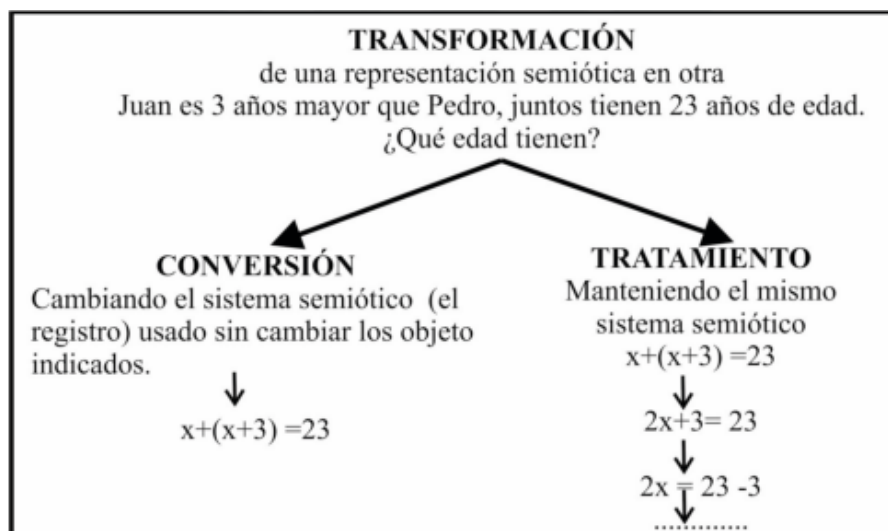 TRANSFORMACIÓN
de una representación semiótica en otra
Juan es 3 años mayor que Pedro, juntos tienen 23 años de edad.
¿Qué edad tienen?
CONVERSIÓN
Cambiando el sistema semiótico (el
registro) usado sin cambiar los objeto
indicados.
x+(x+3) =23
TRATAMIENTO
Manteniendo el mismo
sistema semiótico
x+(x+3) =23
2x+3= 23
2x = 23 -3
.............